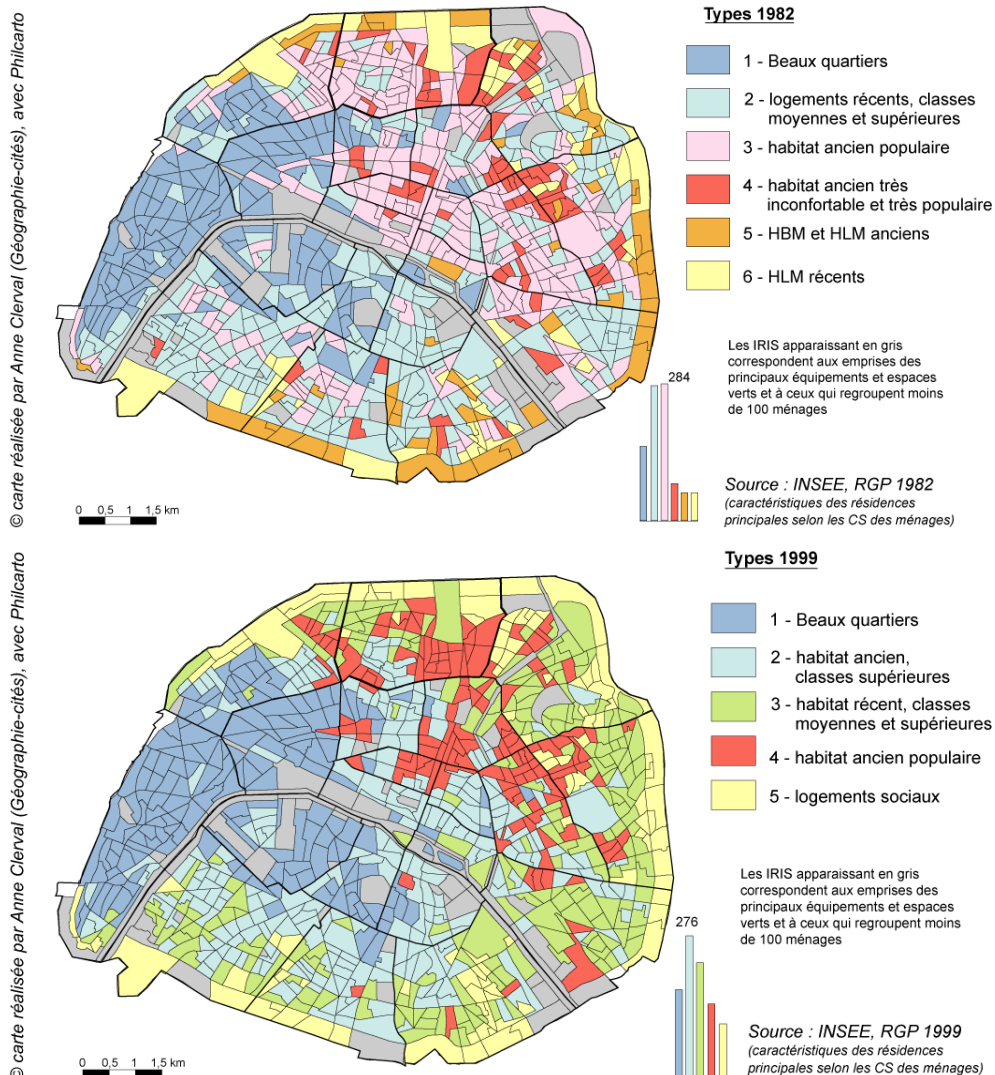 © carte réalisée par Anne Clerval (Géographie-cités), avec Philcarto
Types 1982
1 - Beaux quartiers
2 - logements récents, classes
moyennes et supérieures
3 - habitat ancien populaire
4 - habitat ancien très
inconfortable et très populaire
5 - HBM et HLM anciens
6 - HLM récents
Les IRIS apparaissant en gris
correspondent aux emprises des
principaux équipements et espaces
verts et à ceux qui regroupent moins
de 100 ménages
284
Source : INSEE, RGP 1982
(caractéristiques des résidences
principales selon les CS des ménages)
0 0,5 1 1,5 km
© carte réalisée par Anne Clerval (Géographie-cités), avec Philcarto
Types 1999
1 - Beaux quartiers
2 - habitat ancien,
classes supérieures
3 - habitat récent, classes
moyennes et supérieures
4 - habitat ancien populaire
5 - logements sociaux
Les IRIS apparaissant en gris
correspondent aux emprises des
principaux équipements et espaces
verts et à ceux qui regroupent moins
de 100 ménages
276
Source : INSEE, RGP 1999
(caractéristiques des résidences
principales selon les CS des ménages)
0 0,5 1 1,5 km